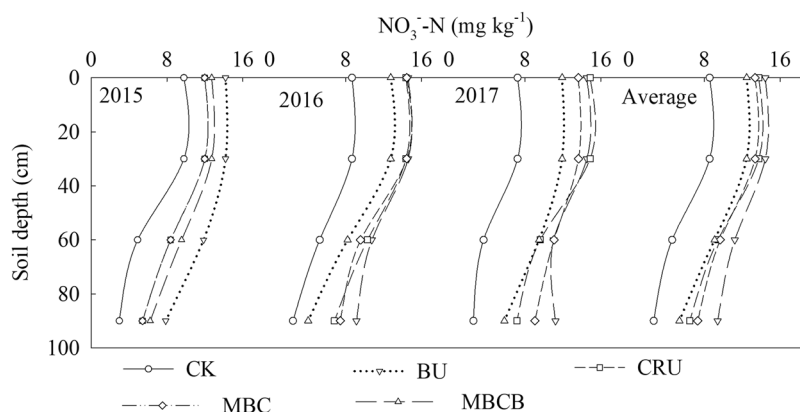 NO₃⁻-N (mg kg⁻¹)
0 8 16 0 8 16 0 8 16 0 8 16
0
20
40
60
80
100
Soil depth (cm)
2015
2016
2017
Average
CK
BU
CRU
MBC
MBCB